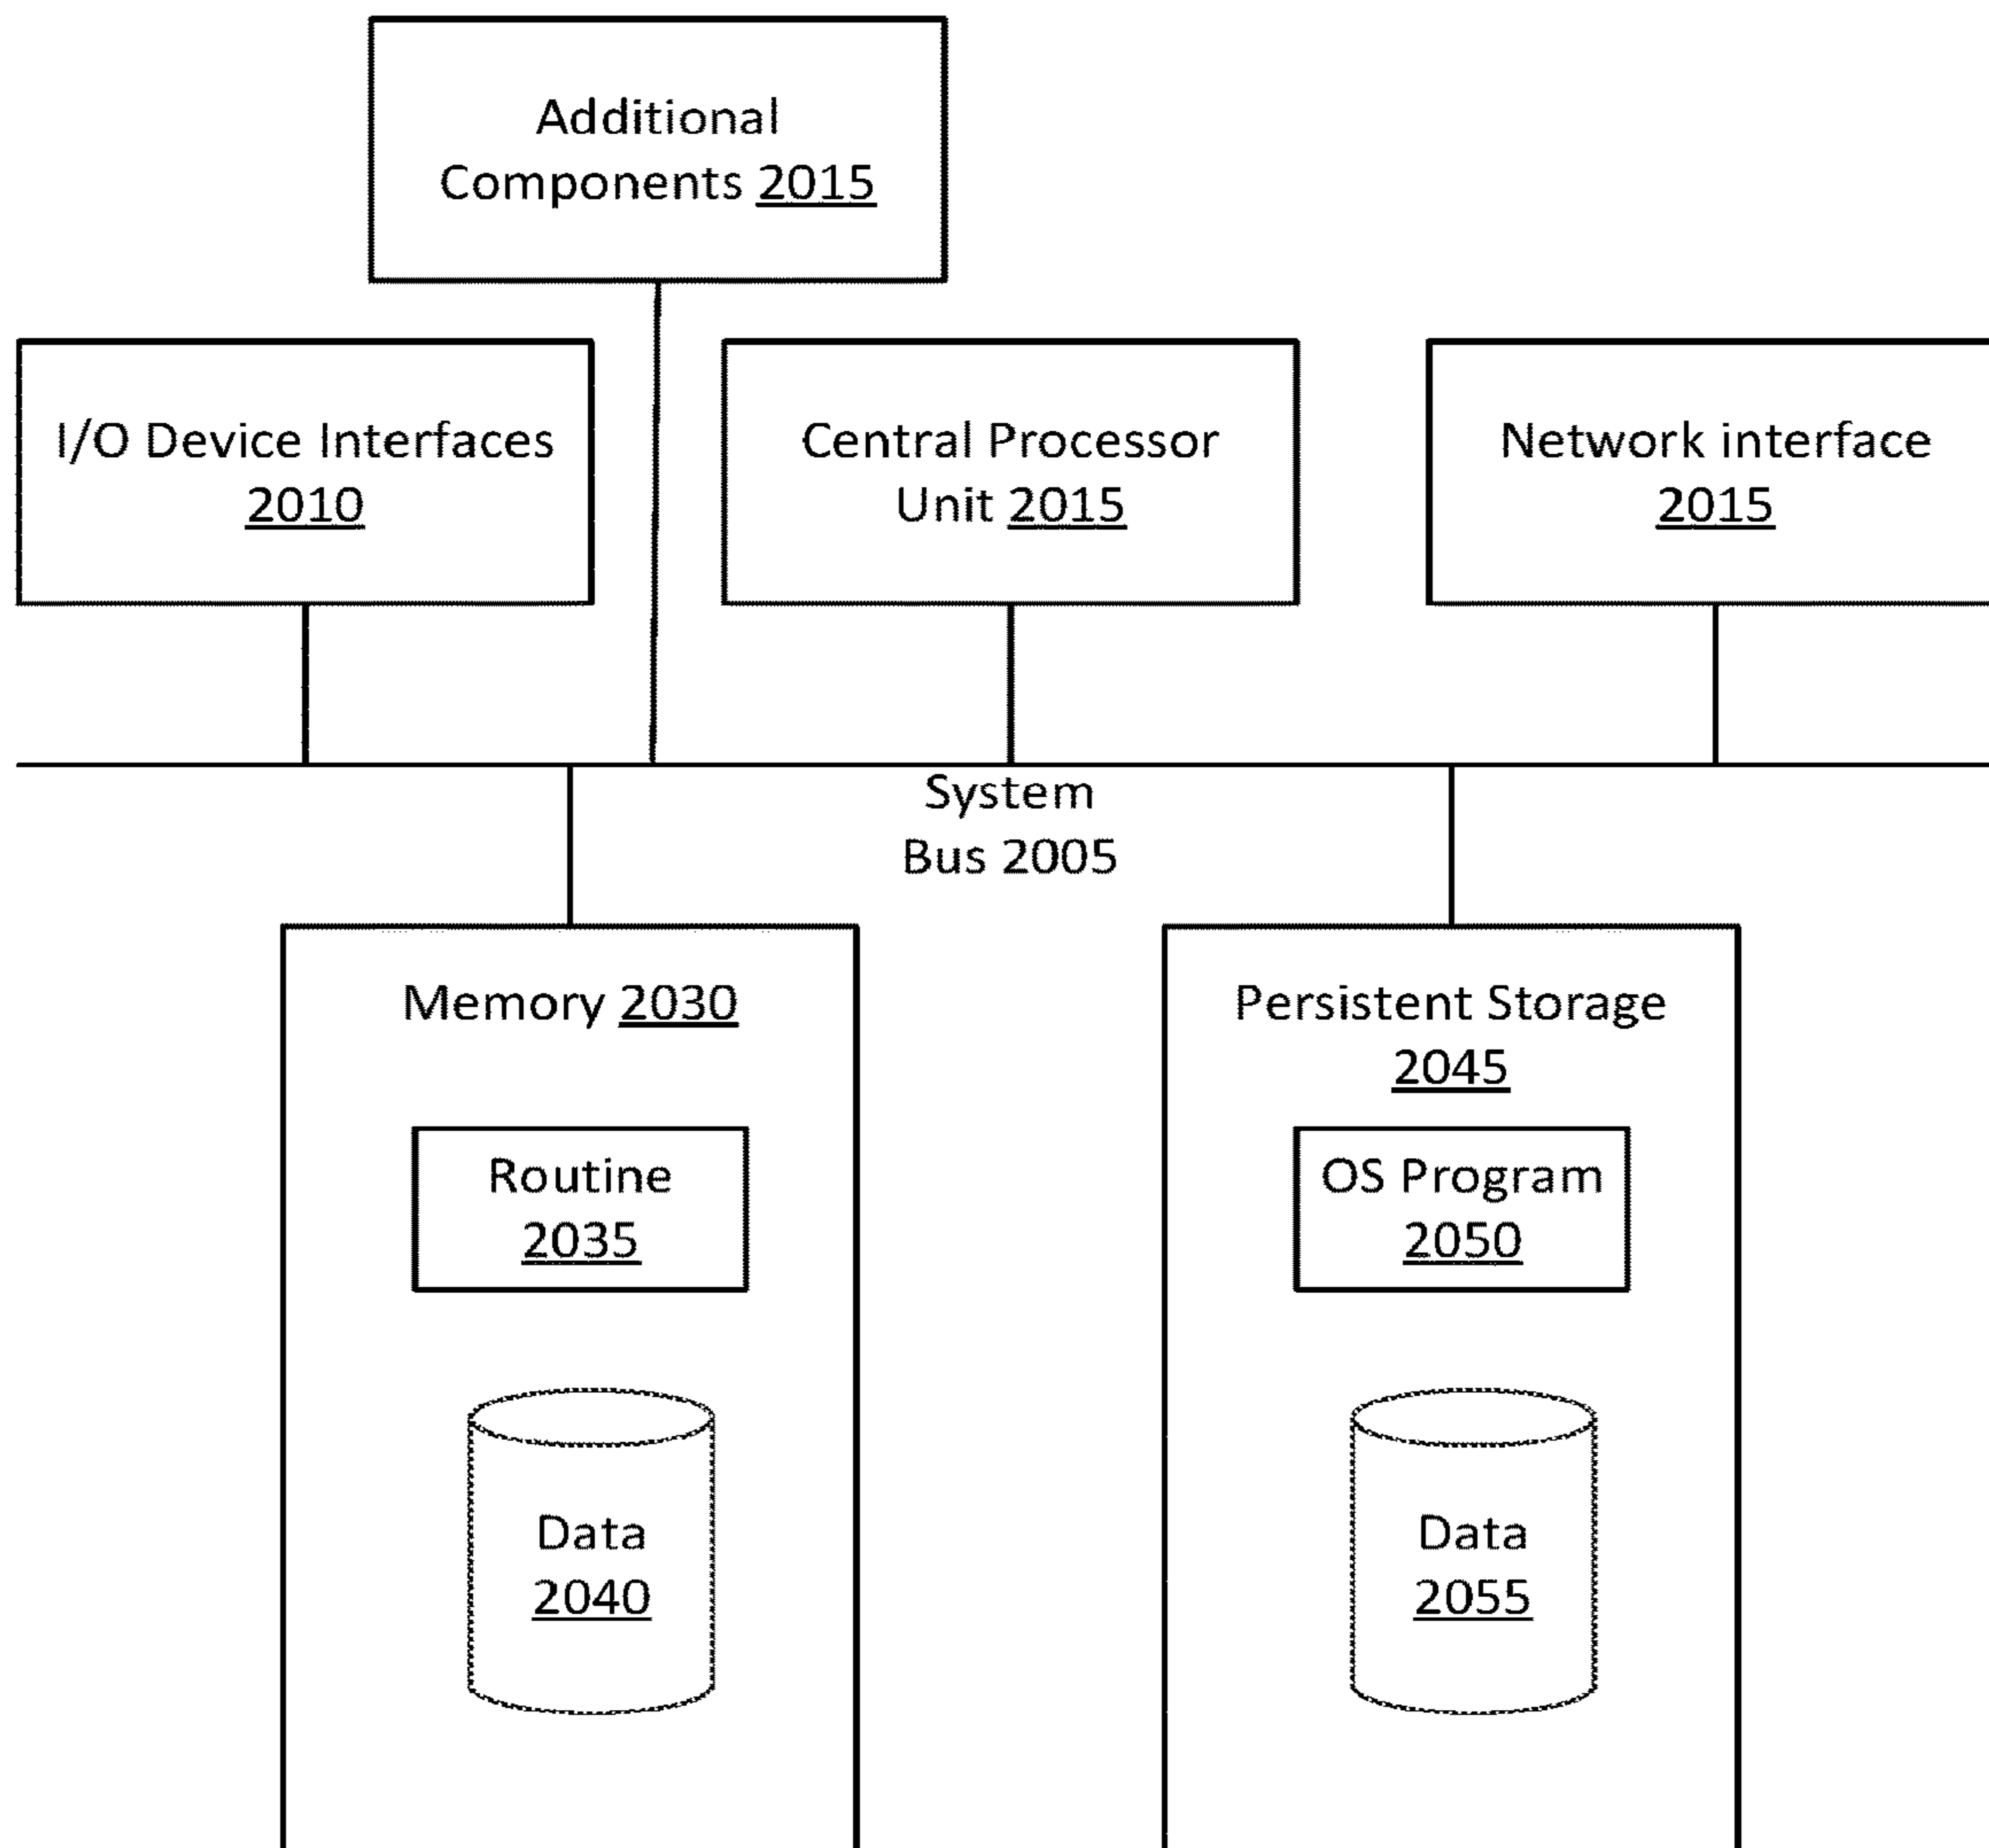 Additional
Components 2015
I/O Device Interfaces
2010
Central Processor
Unit 2015
Network interface
2015
System
Bus 2005
Memory 2030
Routine
2035
Data
2040
Persistent Storage
2045
OS Program
2050
Data
2055